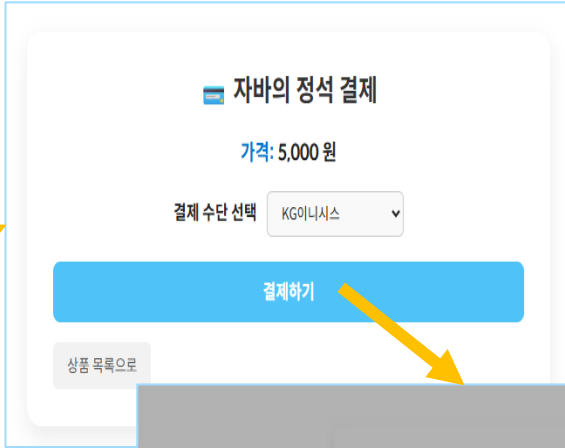 자바의 정석 결제
가격: 5,000 원
결제 수단 선택 KG이니시스
결제하기
상품 목록으로